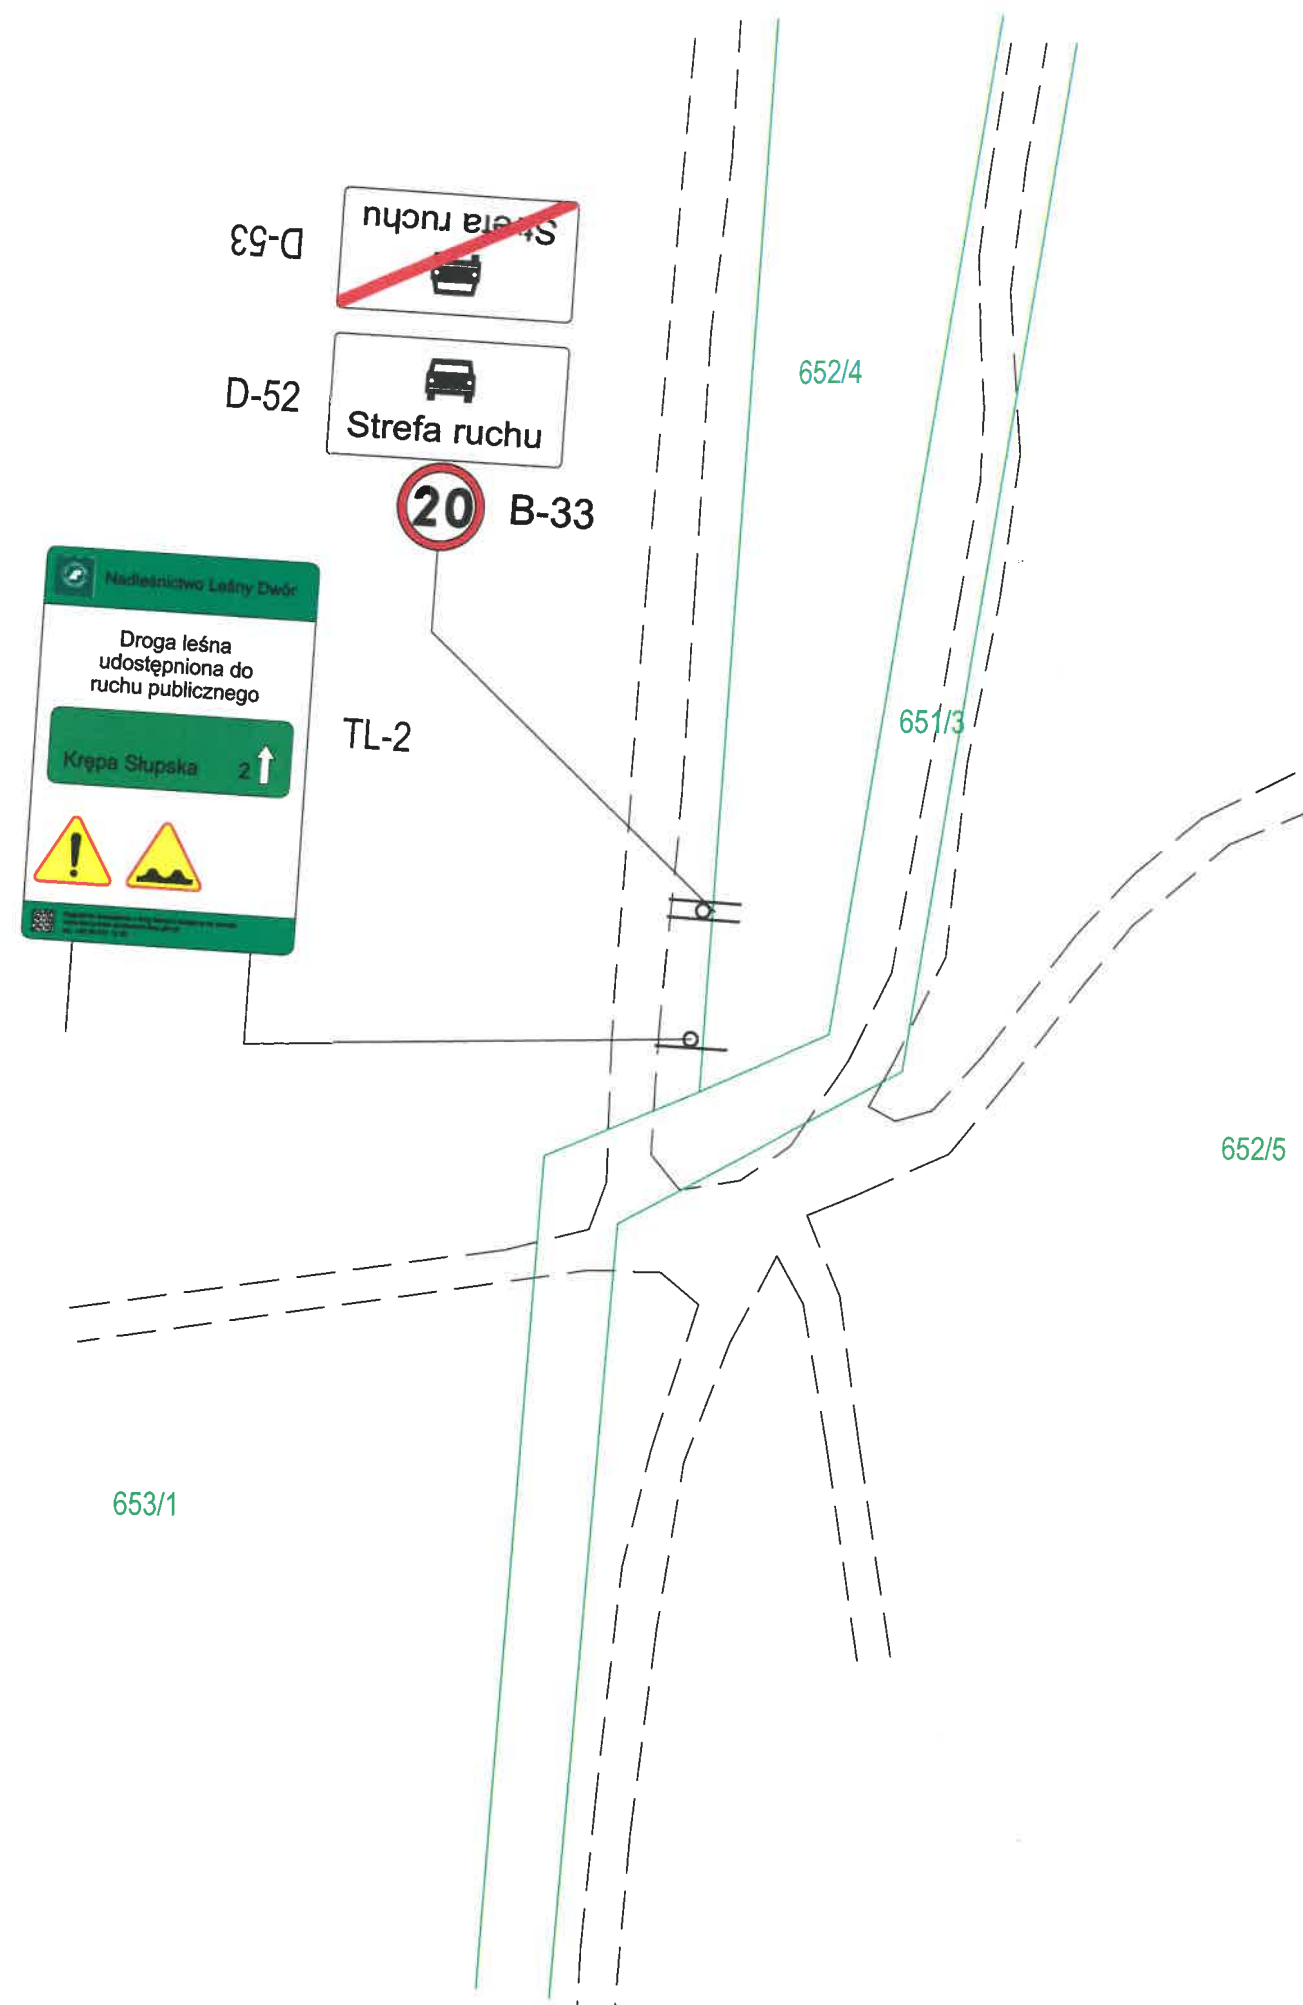 D-53
Strefa ruchu
D-52
Strefa ruchu
20
B-33
Nadleśnictwo Leśny Dwór
Droga leśna
udostępniona do
ruchu publicznego
Krępa Słupska 2
TL-2
652/4
651/3
652/5
653/1